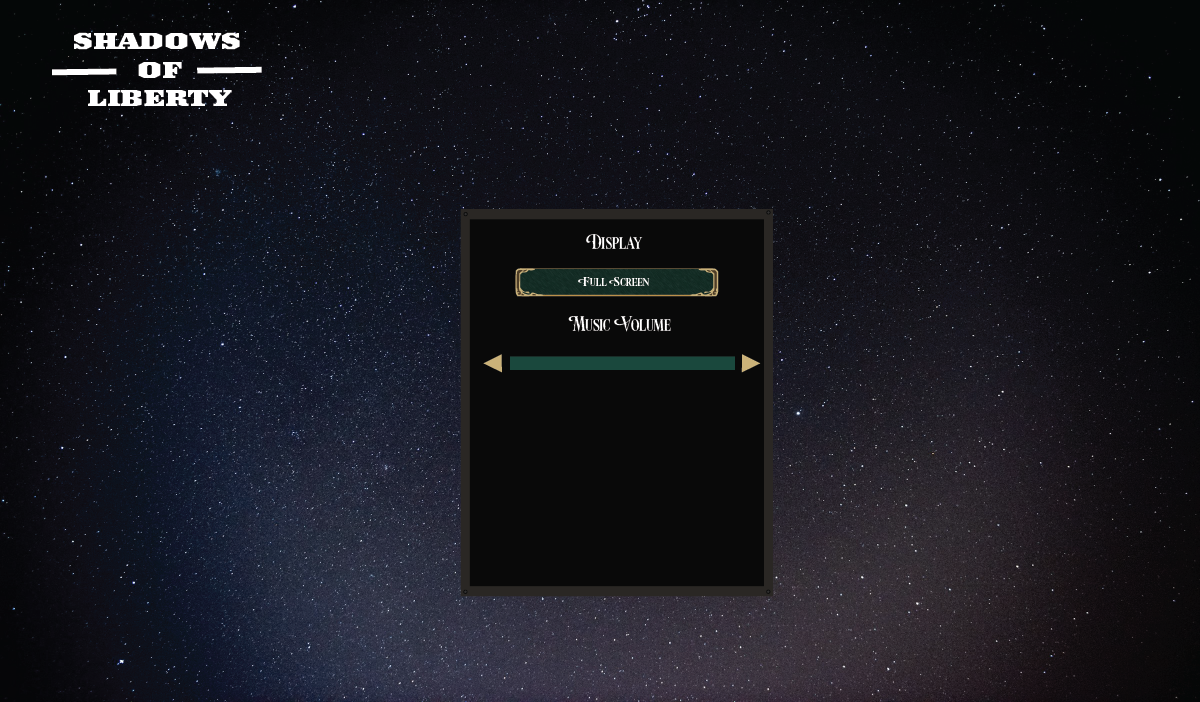 SHADOWS
OF
LIBERTY
Display
Full Screen
Music Volume